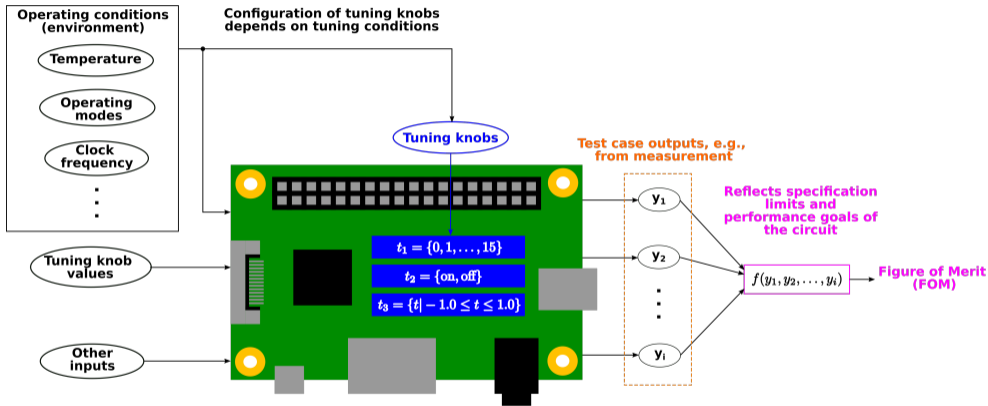 Operating conditions
(environment)
Temperature
Operating
modes
Clock
frequency
Tuning knob
values
Other
inputs
Configuration of tuning knobs
depends on tuning conditions
Tuning knobs
t₁ = {0, 1, . . . , 15}
t₂ = {on, off}
t₃ = {t| − 1.0 ≤ t ≤ 1.0}
Test case outputs, e.g.,
from measurement
y₁
y₂
yᵢ
Reflects specification
limits and
performance goals of
the circuit
f(y₁, y₂, . . . , yᵢ)
Figure of Merit
(FOM)